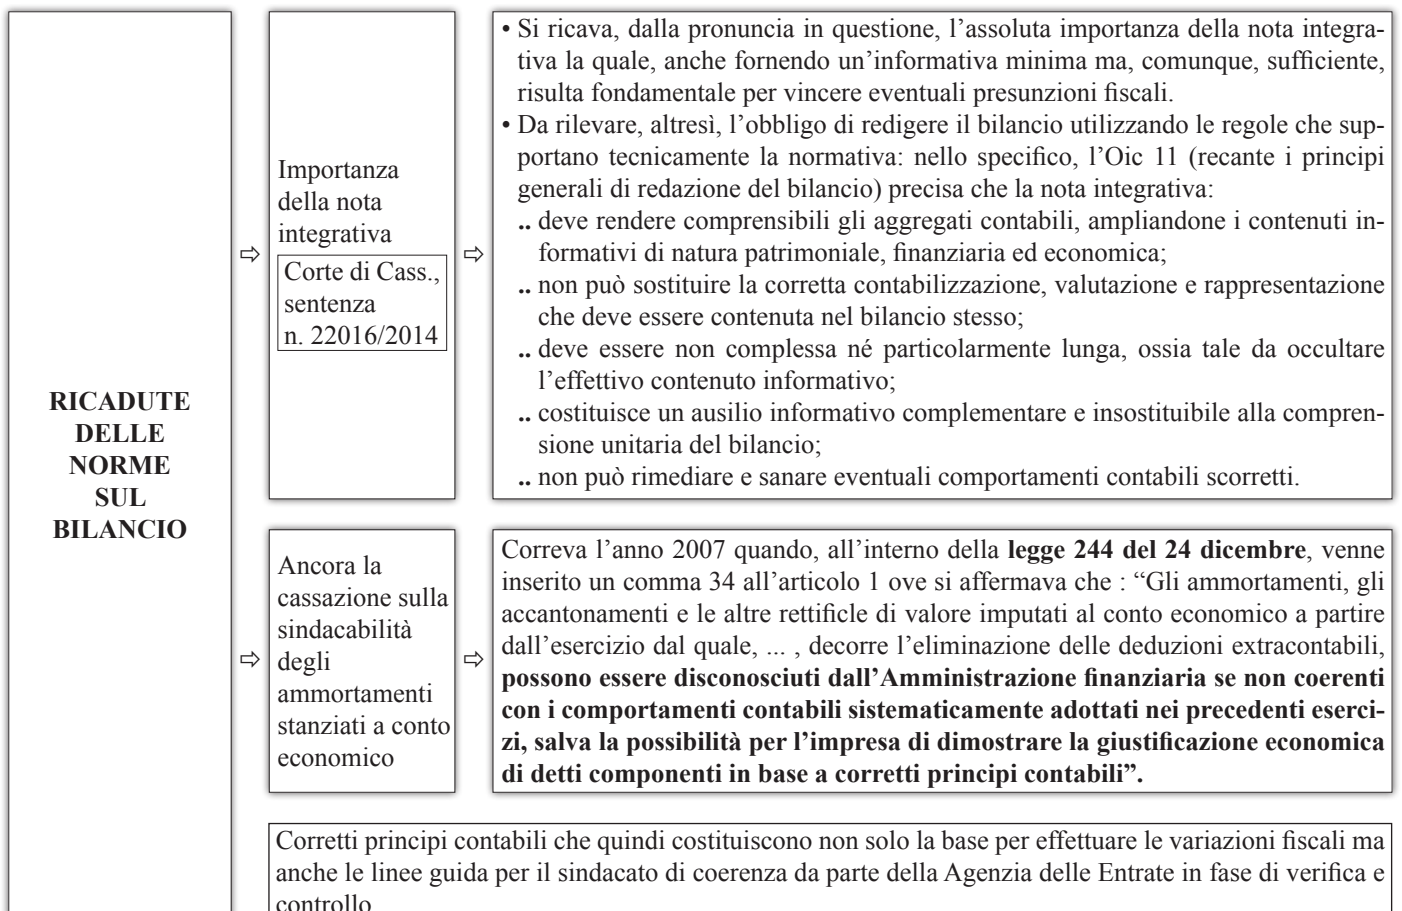 RICADUTE
DELLE
NORME
SUL
BILANCIO
⇨
Importanza
della nota
integrativa
Corte di Cass.,
sentenza
n. 22016/2014
⇨
• Si ricava, dalla pronuncia in questione, l’assoluta importanza della nota integra-
tiva la quale, anche fornendo un’informativa minima ma, comunque, sufficiente,
risulta fondamentale per vincere eventuali presunzioni fiscali.
• Da rilevare, altresì, l’obbligo di redigere il bilancio utilizzando le regole che sup-
portano tecnicamente la normativa: nello specifico, l’Oic 11 (recante i principi
generali di redazione del bilancio) precisa che la nota integrativa:
.. deve rendere comprensibili gli aggregati contabili, ampliandone i contenuti in-
formativi di natura patrimoniale, finanziaria ed economica;
.. non può sostituire la corretta contabilizzazione, valutazione e rappresentazione
che deve essere contenuta nel bilancio stesso;
.. deve essere non complessa né particolarmente lunga, ossia tale da occultare
l’effettivo contenuto informativo;
.. costituisce un ausilio informativo complementare e insostituibile alla compren-
sione unitaria del bilancio;
.. non può rimediare e sanare eventuali comportamenti contabili scorretti.
⇨
Ancora la
cassazione sulla
sindacabilità
degli
ammortamenti
stanziati a conto
economico
⇨
Correva l’anno 2007 quando, all’interno della legge 244 del 24 dicembre, venne
inserito un comma 34 all’articolo 1 ove si affermava che : “Gli ammortamenti, gli
accantonamenti e le altre rettificle di valore imputati al conto economico a partire
dall’esercizio dal quale, ... , decorre l’eliminazione delle deduzioni extracontabili,
possono essere disconosciuti dall’Amministrazione finanziaria se non coerenti
con i comportamenti contabili sistematicamente adottati nei precedenti eserci-
zi, salva la possibilità per l’impresa di dimostrare la giustificazione economica
di detti componenti in base a corretti principi contabili”.
Corretti principi contabili che quindi costituiscono non solo la base per effettuare le variazioni fiscali ma
anche le linee guida per il sindacato di coerenza da parte della Agenzia delle Entrate in fase di verifica e
controllo